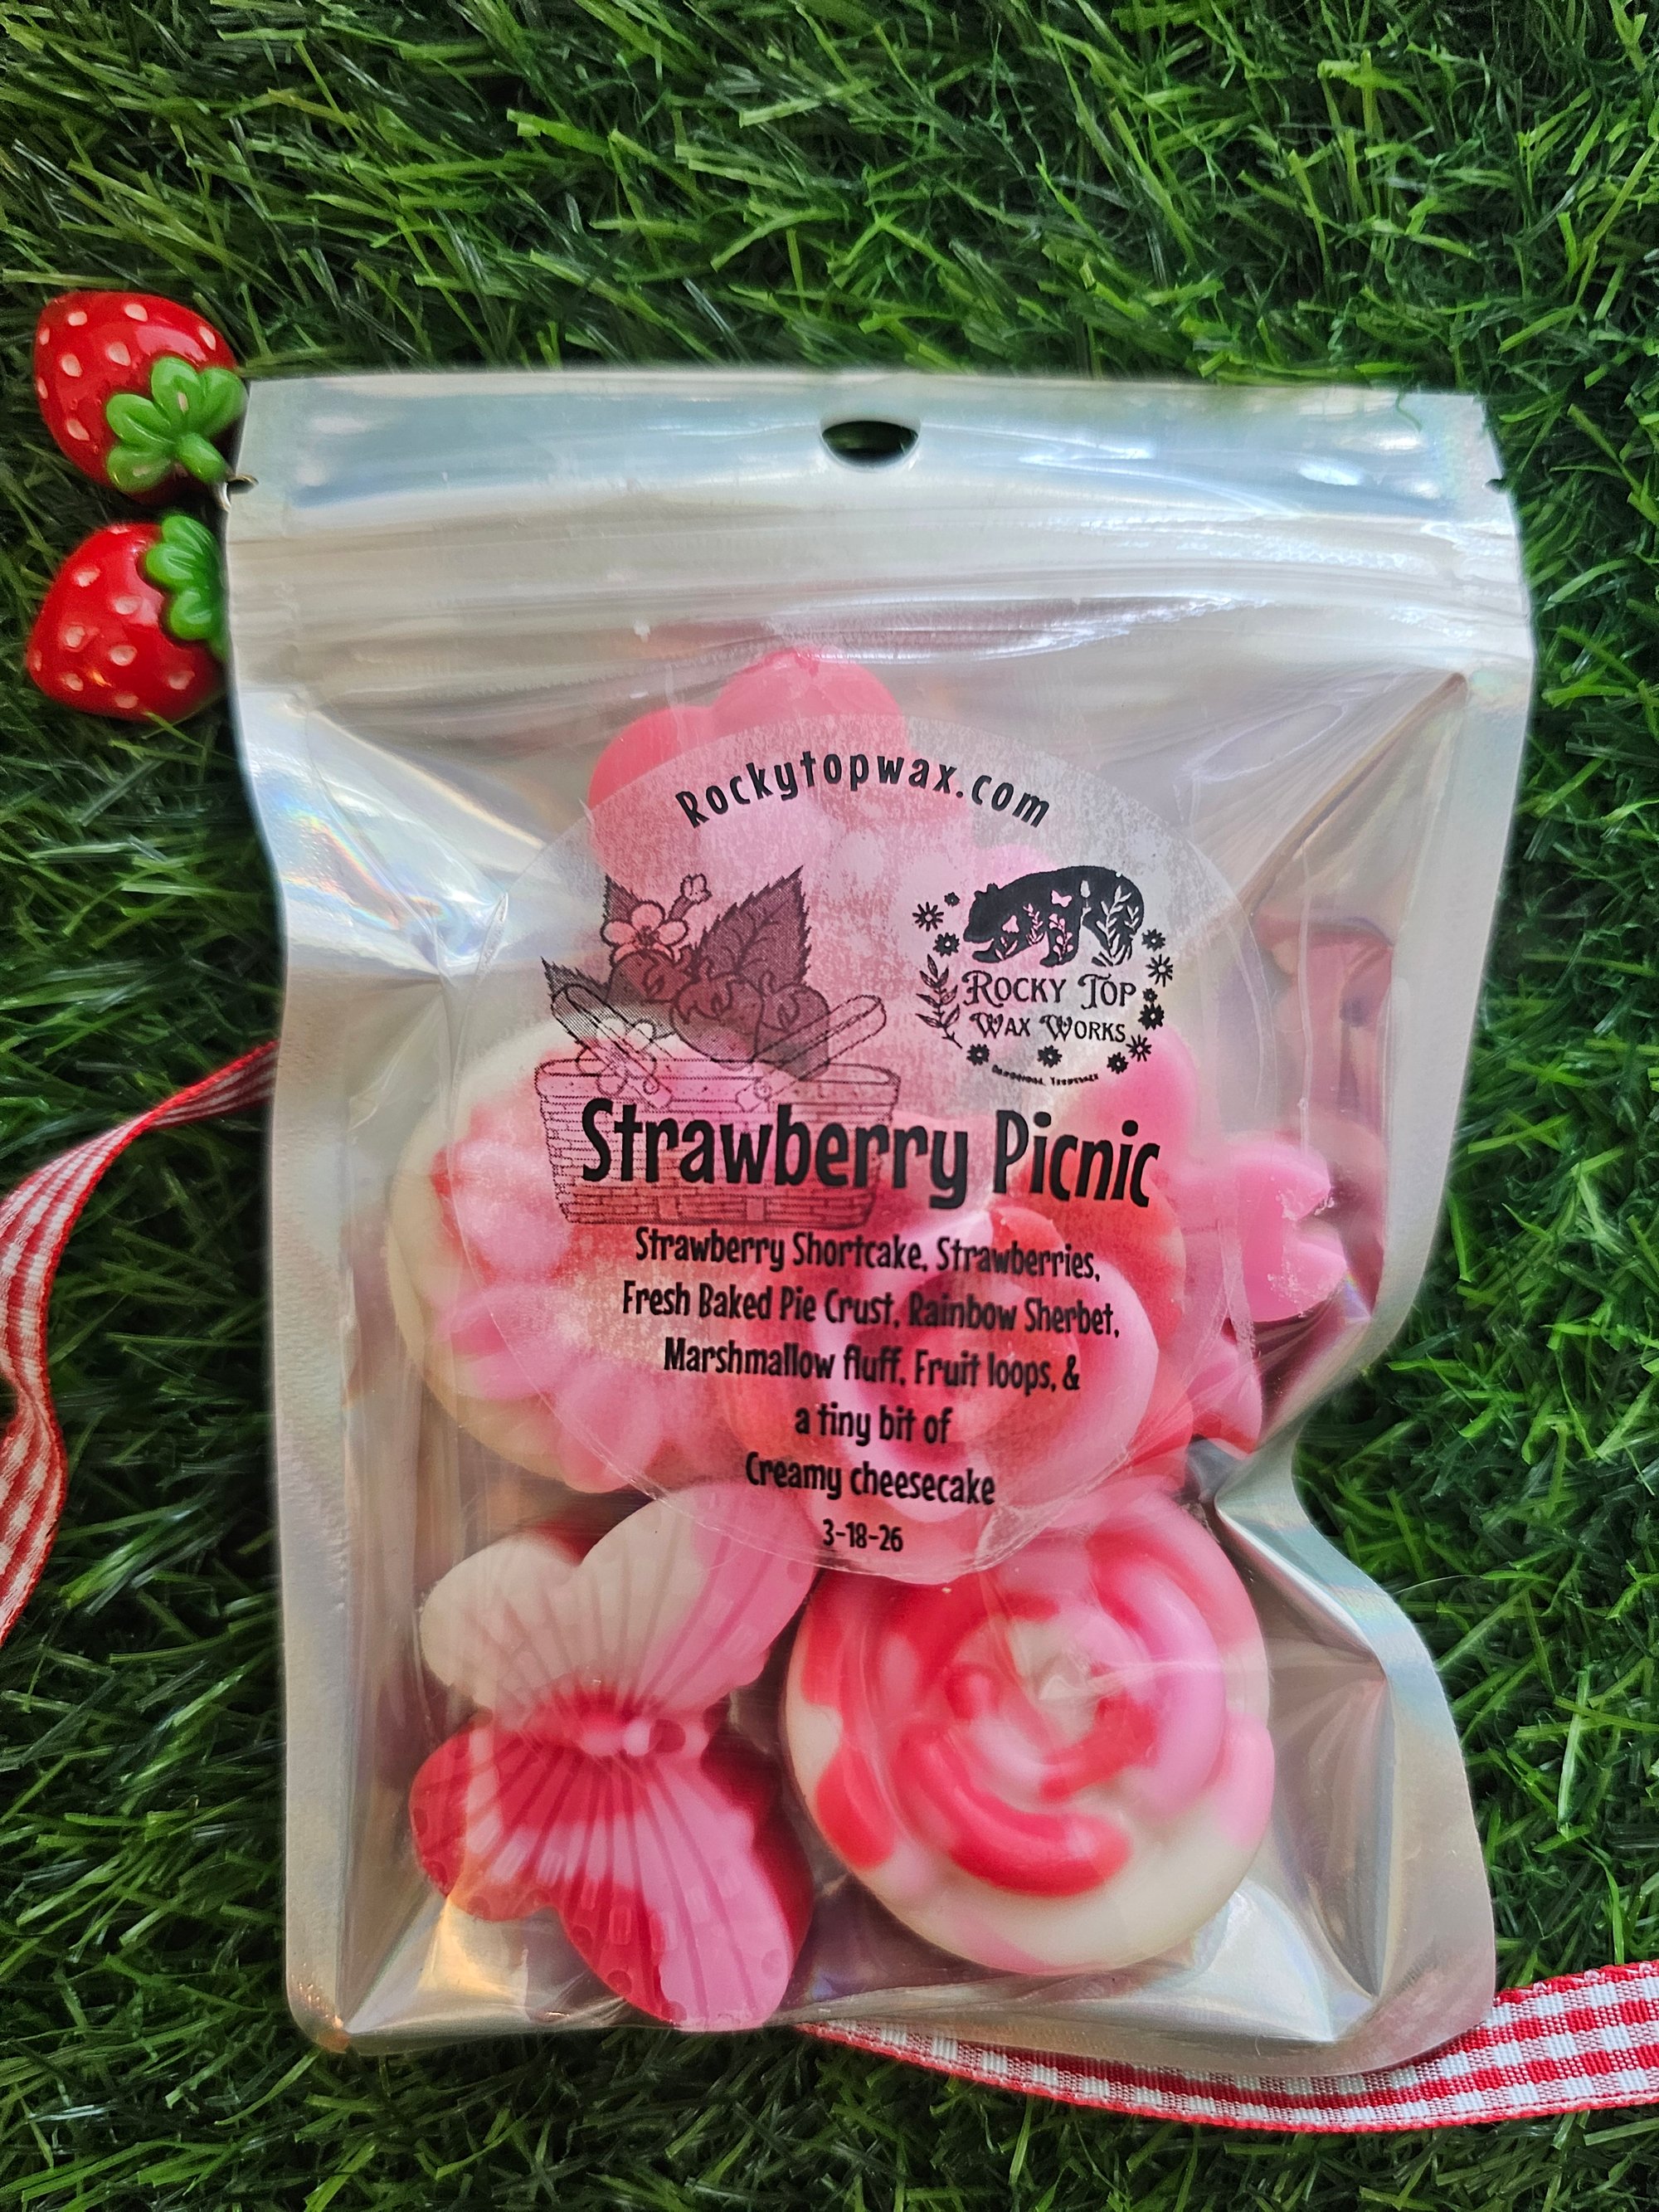 Rockytopwax.com
Rocky Top
Wax Works
Strawberry Picnic
Strawberry Shortcake, Strawberries,
Fresh Baked Pie Crust, Rainbow Sherbet,
Marshmallow fluff, Fruit loops, &
a tiny bit of
Creamy cheesecake
3-18-26